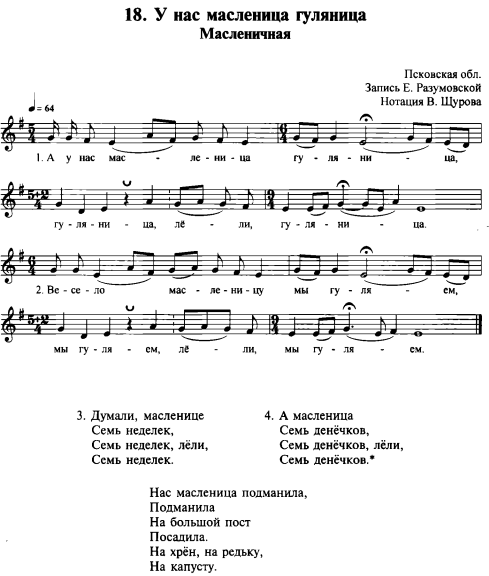 18. У нас масленица гуляница
Масленичная
Псковская обл.
Запись Е. Разумовской
Нотация В. Щурова
♩ = 64
1. А у нас мас - ле - ни - ца гу - ля - ни - ца,
гу - ля - ни - ца, лё - ли, гу - ля - ни - ца.
2. Ве - се - ло мас - ле - ни - цу мы гу - ля - ем,
мы гу - ля - ем, лё - ли, мы гу - ля - ем.
3. Думали, масленице
Семь неделек,
Семь неделек, лёли,
Семь неделек.
4. А масленица
Семь денёчков,
Семь денёчков, лёли,
Семь денёчков.*
Нас масленица подманила,
Подманила
На большой пост
Посадила.
На хрён, на редьку,
На капусту.